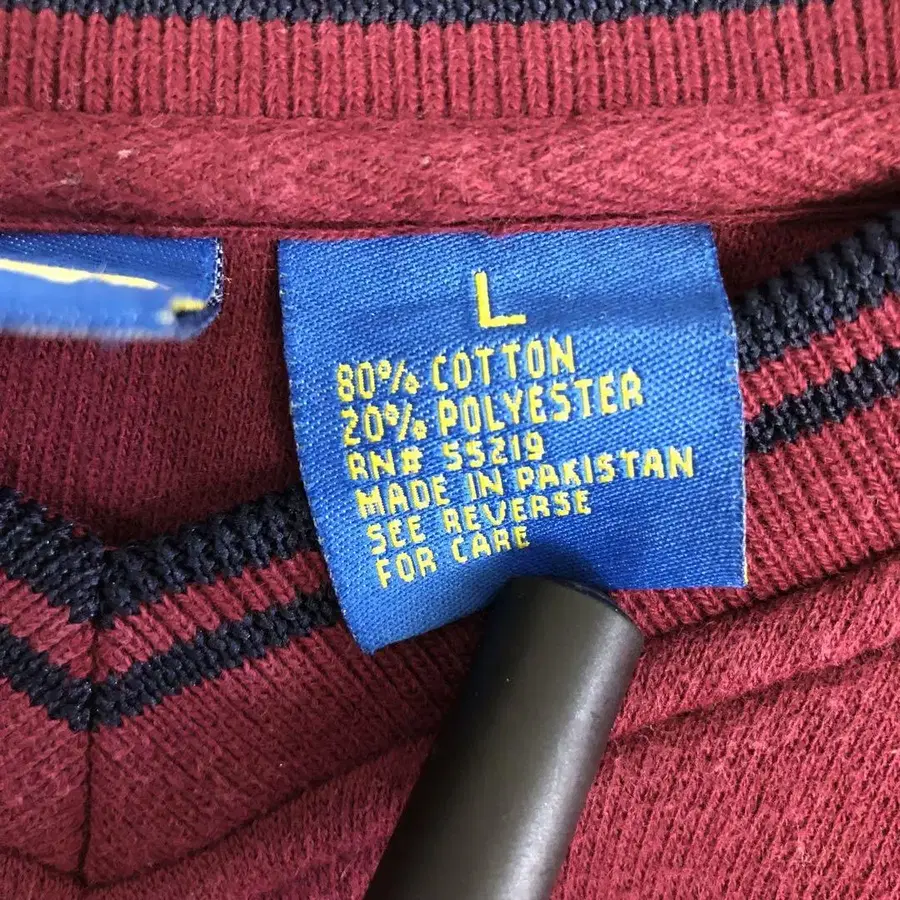 L
80% COTTON
20% POLYESTER
RN# 55219
MADE IN PAKISTAN
SEE REVERSE
FOR CARE